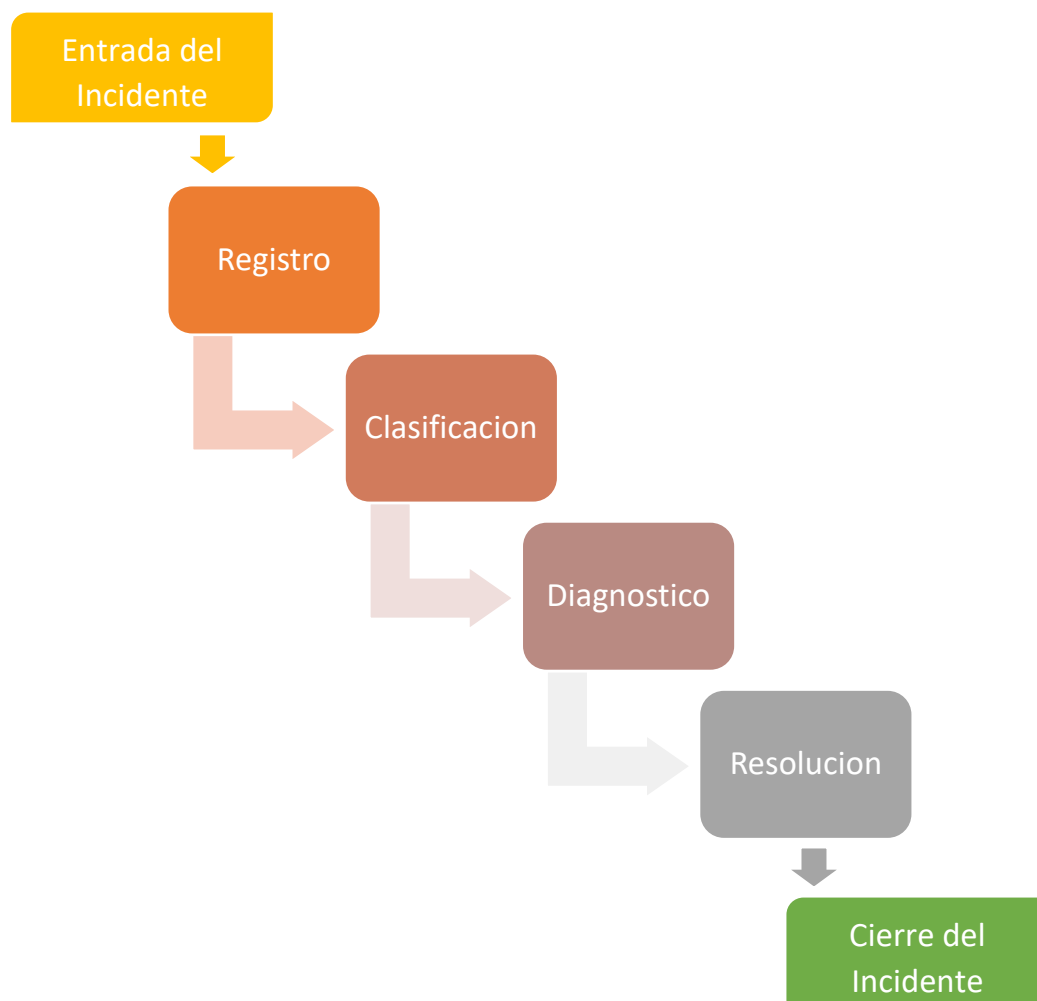 Entrada del
Incidente
Registro
Clasificacion
Diagnostico
Resolucion
Cierre del
Incidente